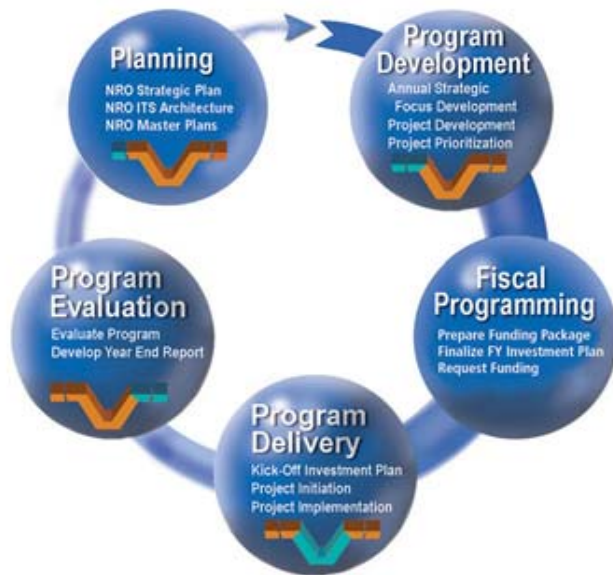 Planning
NRO Strategic Plan
NRO ITS Architecture
NRO Master Plans
Program
Development
Annual Strategic
Focus Development
Project Development
Project Prioritization
Fiscal
Programming
Prepare Funding Package
Finalize FY Investment Plan
Request Funding
Program
Delivery
Kick-Off Investment Plan
Project Initiation
Project Implementation
Program
Evaluation
Evaluate Program
Develop Year End Report